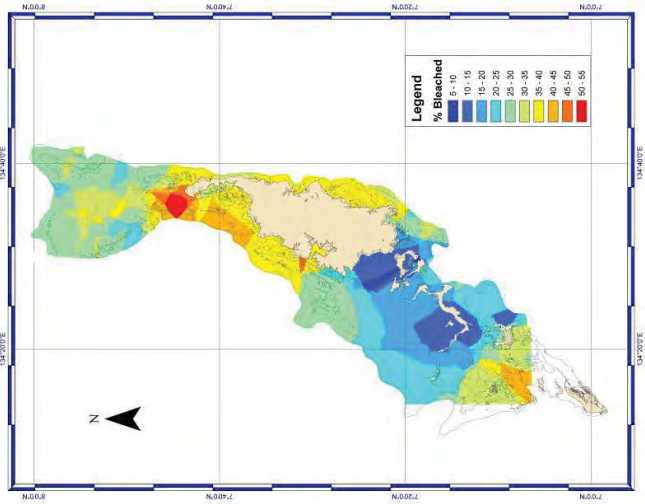 8°0'0"N
7°40'0"N
7°20'0"N
7°0'0"N
Legend
% Bleached
5 - 10
10 - 15
15 - 20
20 - 25
25 - 30
30 - 35
35 - 40
40 - 45
45 - 50
50 - 55
134°40'0"E
134°40'0"E
134°20'0"E
134°20'0"E
N
8°0'0"N
7°40'0"N
7°20'0"N
7°0'0"N